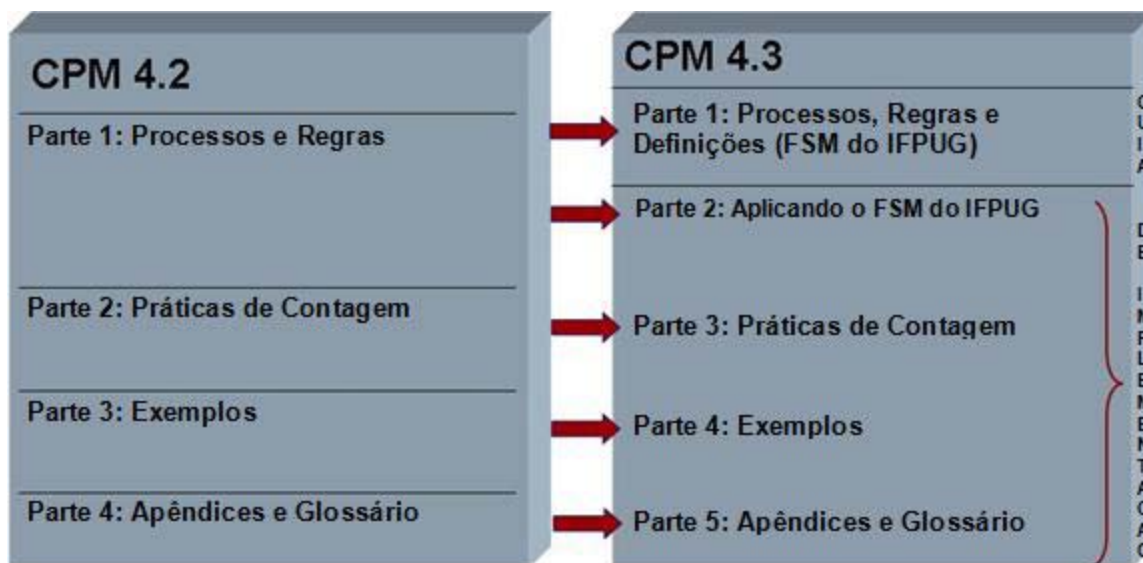 CPM 4.2
Parte 1: Processos e Regras
Parte 2: Práticas de Contagem
Parte 3: Exemplos
Parte 4: Apêndices e Glossário
CPM 4.3
Parte 1: Processos, Regras e
Definições (FSM do IFPUG)
Parte 2: Aplicando o FSM do IFPUG
Parte 3: Práticas de Contagem
Parte 4: Exemplos
Parte 5: Apêndices e Glossário